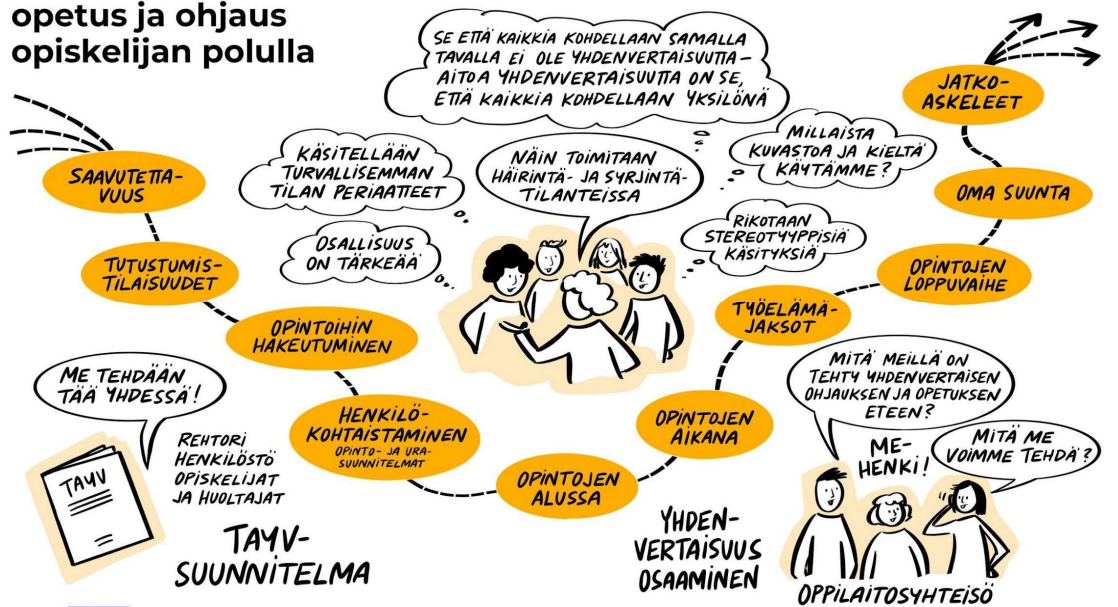 opetus ja ohjaus
opiskelijan polulla
SE ETTÄ KAIKKIA KOHDELLAAN SAMALLA
TAVALLA EI OLE YHDENVERTAISUUTTA –
AITOA YHDENVERTAISUUTTA ON SE,
ETTÄ KAIKKIA KOHDELLAAN YKSILÖNÄ
JATKO-
ASKELEET
KÄSITELLÄÄN
TURVALLISEMMAN
TILAN PERIAATTEET
NÄIN TOIMITAAN
HÄIRINTÄ- JA SYRJINTÄ-
TILANTEISSA
MILLAISTA
KUVASTOA JA KIELTÄ
KÄYTÄMME?
SAAVUTETTA-
VUUS
OMA SUUNTA
OSALLISUUS
ON TÄRKEÄÄ
RIKOTAAN
STEREOTYYPPISIÄ
KÄSITYKSIÄ
TUTUSTUMIS-
TILAISUUDET
OPINTOJEN
LOPPUVAIHE
OPINTOIHIN
HAKEUTUMINEN
TYÖELÄMÄ-
JAKSOT
ME TEHDÄÄN
TÄÄ YHDESSÄ!
MITÄ MEILLÄ ON
TEHTY YHDENVERTAISEN
OHJAUKSEN JA OPETUKSEN
ETEEN?
HENKILÖ-
KOHTAISTAMINEN
OPINTO- JA URA-
SUUNNITELMAT
OPINTOJEN
AIKANA
REHTORI
HENKILÖSTÖ
OPISKELIJAT
JA HUOLTAJAT
ME-
HENKI!
MITÄ ME
VOIMME TEHDÄ?
TAYV
OPINTOJEN
ALUSSA
TAYV-
SUUNNITELMA
YHDEN-
VERTAISUUS
OSAAMINEN
OPPILAITOSYHTEISÖ